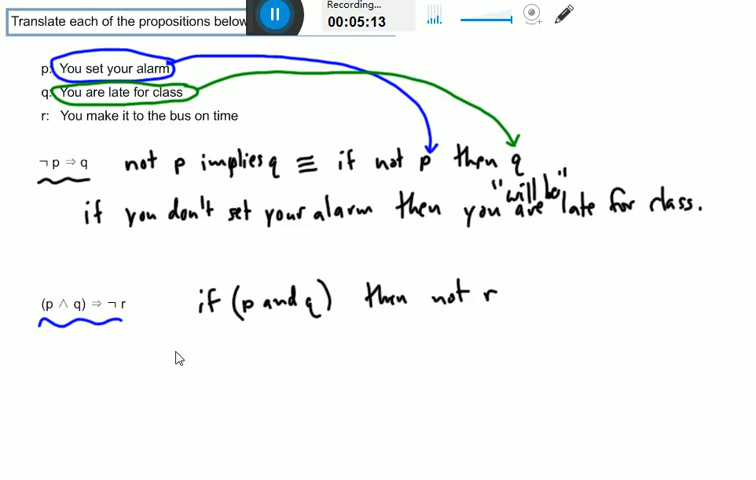 Recording...
00:05:13
Translate each of the propositions below
p: You set your alarm
q: You are late for class
r: You make it to the bus on time
¬ p ⇒ q not p implies q ≡ if not p then q
"will be"
if you don't set your alarm then you are late for class.
(p ∧ q) ⇒ ¬ r if (p and q) then not r